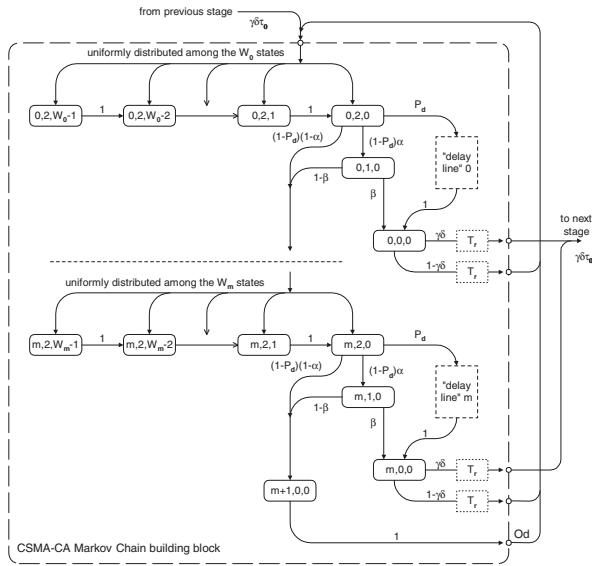 from previous stage
γδτ₀
uniformly distributed among the W₀ states
0,2,W₀-1
1
0,2,W₀-2
0,2,1
1
0,2,0
P_d
(1-P_d)(1-α)
(1-P_d)α
"delay
line" 0
0,1,0
1-β
β
1
to next
stage
γδτ₀
0,0,0
γδ
T_r
1-γδ
T_r
uniformly distributed among the W_m states
m,2,W_m-1
1
m,2,W_m-2
m,2,1
1
m,2,0
P_d
(1-P_d)(1-α)
(1-P_d)α
"delay
line" m
m,1,0
1-β
β
1
m,0,0
γδ
T_r
1-γδ
T_r
m+1,0,0
1
Od
CSMA-CA Markov Chain building block